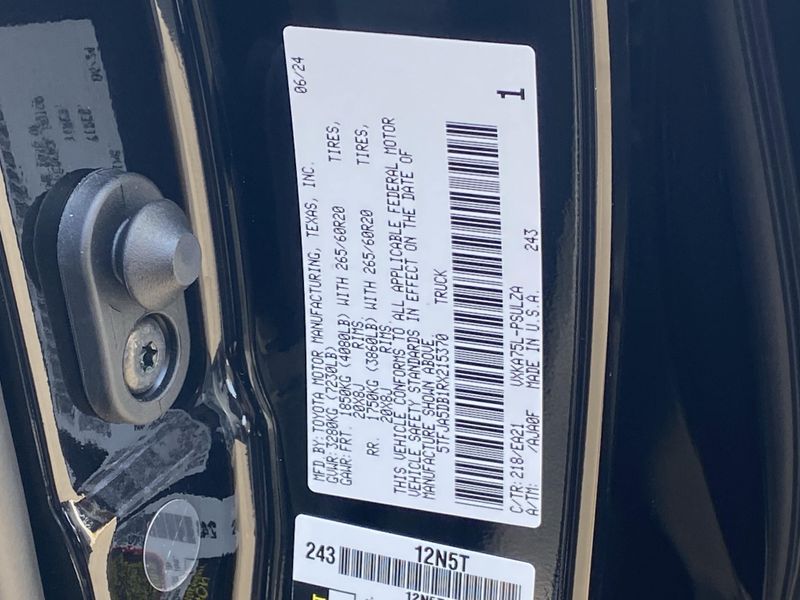 06/24
MFD BY: TOYOTA MOTOR MANUFACTURING, TEXAS, INC.
GVWR: 3280KG (7230LB)
GAWR: FRT. 1850KG (4080LB) WITH 265/60R20 TIRES,
20X8J RIMS
RR. 1750KG (3860LB) WITH 265/60R20 TIRES,
20X8J RIMS
THIS VEHICLE CONFORMS TO ALL APPLICABLE FEDERAL MOTOR
VEHICLE SAFETY STANDARDS IN EFFECT ON THE DATE OF
MANUFACTURE SHOWN ABOVE.
5TFJA5DB1RX215370 TRUCK
1
C/TR: 218/EA21 VXKA75L-PSULZA 243
A/TM: /AJA0F MADE IN U.S.A.
243 12N5T